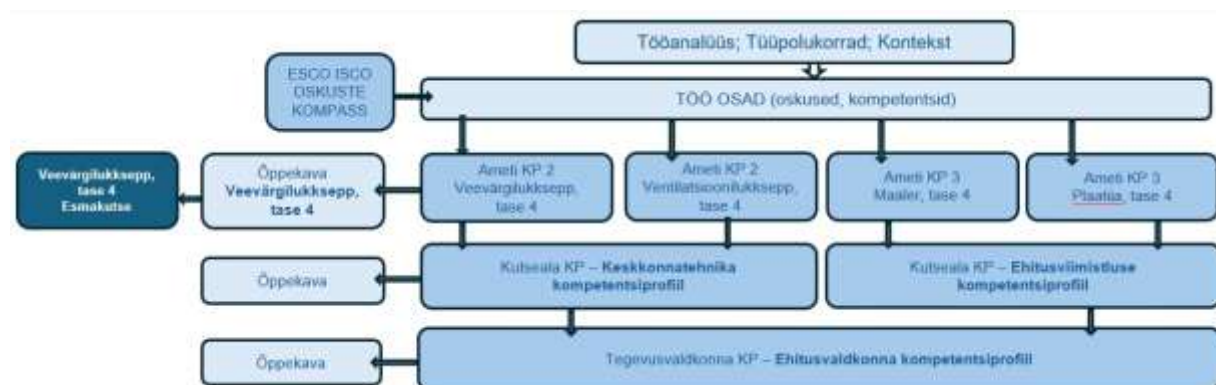 Tööanalüüs; Tüüpolukorrad; Kontekst
ESCO ISCO
OSKUSTE
KOMPASS
TÖÖ OSAD (oskused, kompetentsid)
Veevärgilukksepp,
tase 4
Esmakutse
Õppekava
Veevärgilukksepp,
tase 4
Ameti KP 2
Veevärgilukksepp,
tase 4
Ameti KP 2
Ventilatsioonilukksepp,
tase 4
Ameti KP 3
Maaler, tase 4
Ameti KP 3
Plaatija, tase 4
Õppekava
Kutseala KP – Keskkonnatehnika
kompetentsiprofiil
Kutseala KP – Ehitusviimistluse
kompetentsiprofiil
Õppekava
Tegevusvaldkonna KP – Ehitusvaldkonna kompetentsiprofiil